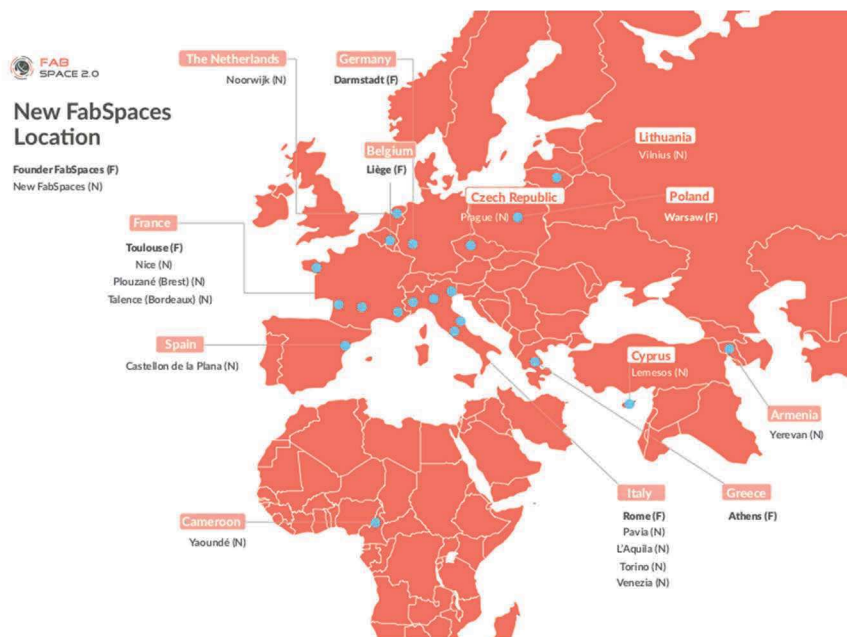 FAB
SPACE 2.0
New FabSpaces
Location
Founder FabSpaces (F)
New FabSpaces (N)
The Netherlands
Noorwijk (N)
Germany
Darmstadt (F)
Belgium
Liège (F)
Lithuania
Vilnius (N)
Czech Republic
Prague (N)
Poland
Warsaw (F)
France
Toulouse (F)
Nice (N)
Plouzané (Brest) (N)
Talence (Bordeaux) (N)
Spain
Castellon de la Plana (N)
Cyprus
Lemesos (N)
Armenia
Yerevan (N)
Italy
Rome (F)
Pavia (N)
L'Aquila (N)
Torino (N)
Venezia (N)
Greece
Athens (F)
Cameroon
Yaoundé (N)